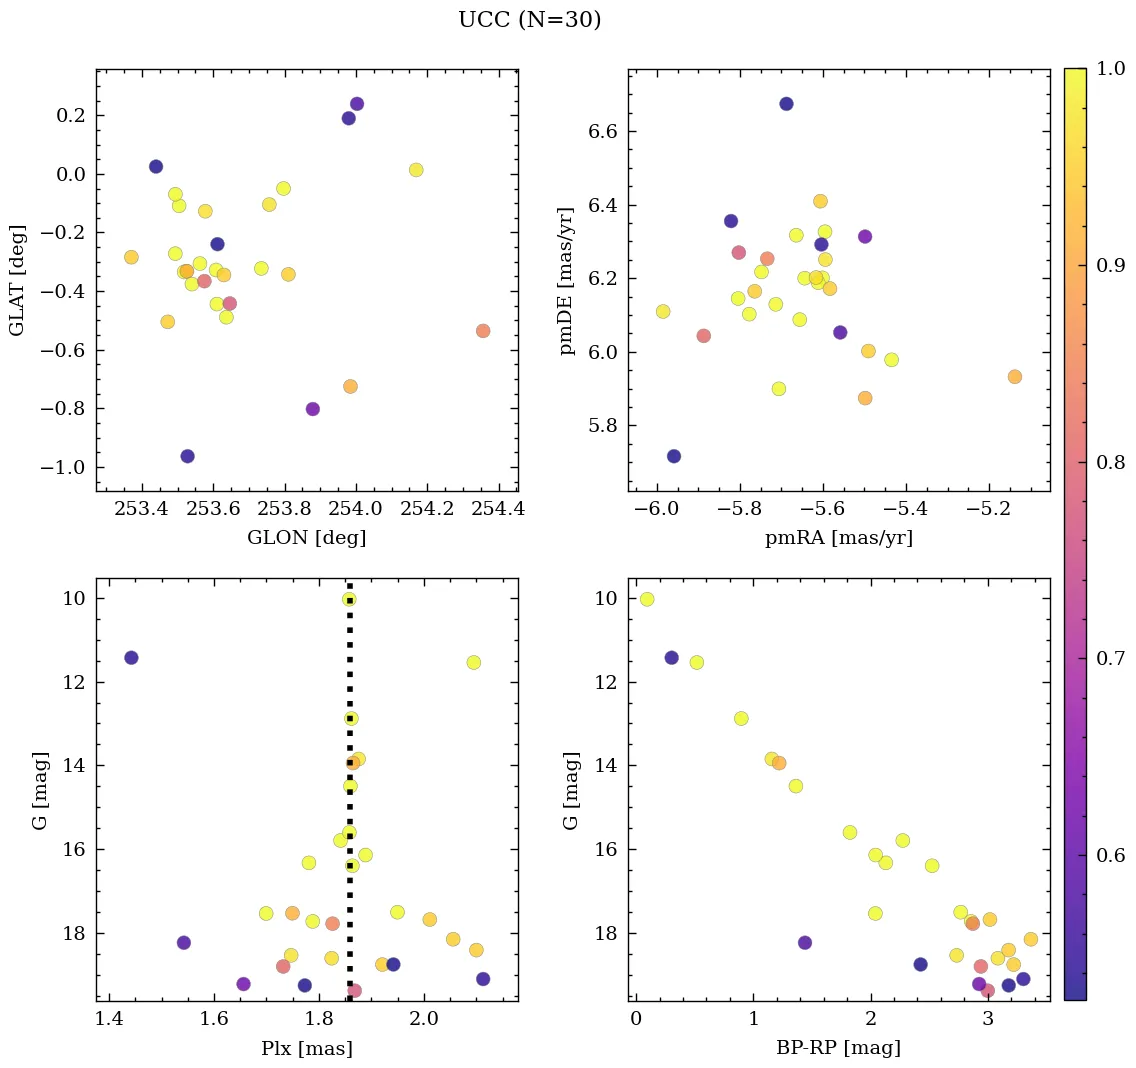 UCC (N=30)
0.2
0.0
−0.2
−0.4
−0.6
−0.8
−1.0
GLAT [deg]
253.4 253.6 253.8 254.0 254.2 254.4
GLON [deg]
6.6
6.4
6.2
6.0
5.8
pmDE [mas/yr]
−6.0 −5.8 −5.6 −5.4 −5.2
pmRA [mas/yr]
1.0
0.9
0.8
0.7
0.6
10
12
14
16
18
G [mag]
1.4 1.6 1.8 2.0
Plx [mas]
10
12
14
16
18
G [mag]
0 1 2 3
BP-RP [mag]